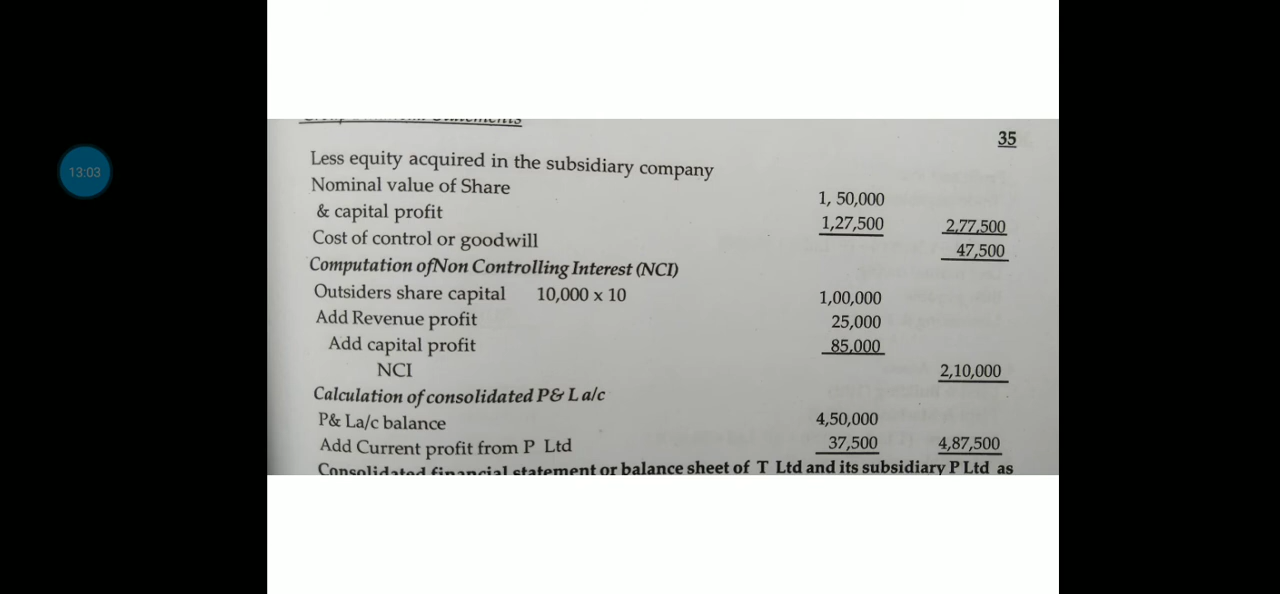 13:03
35
Less equity acquired in the subsidiary company
Nominal value of Share 1, 50,000
& capital profit 1,27,500 2,77,500
Cost of control or goodwill 47,500
Computation ofNon Controlling Interest (NCI)
Outsiders share capital 10,000 x 10 1,00,000
Add Revenue profit 25,000
Add capital profit 85,000
NCI 2,10,000
Calculation of consolidated P& L a/c
P& La/c balance 4,50,000
Add Current profit from P Ltd 37,500 4,87,500
Consolidated financial statement or balance sheet of T Ltd and its subsidiary P Ltd as